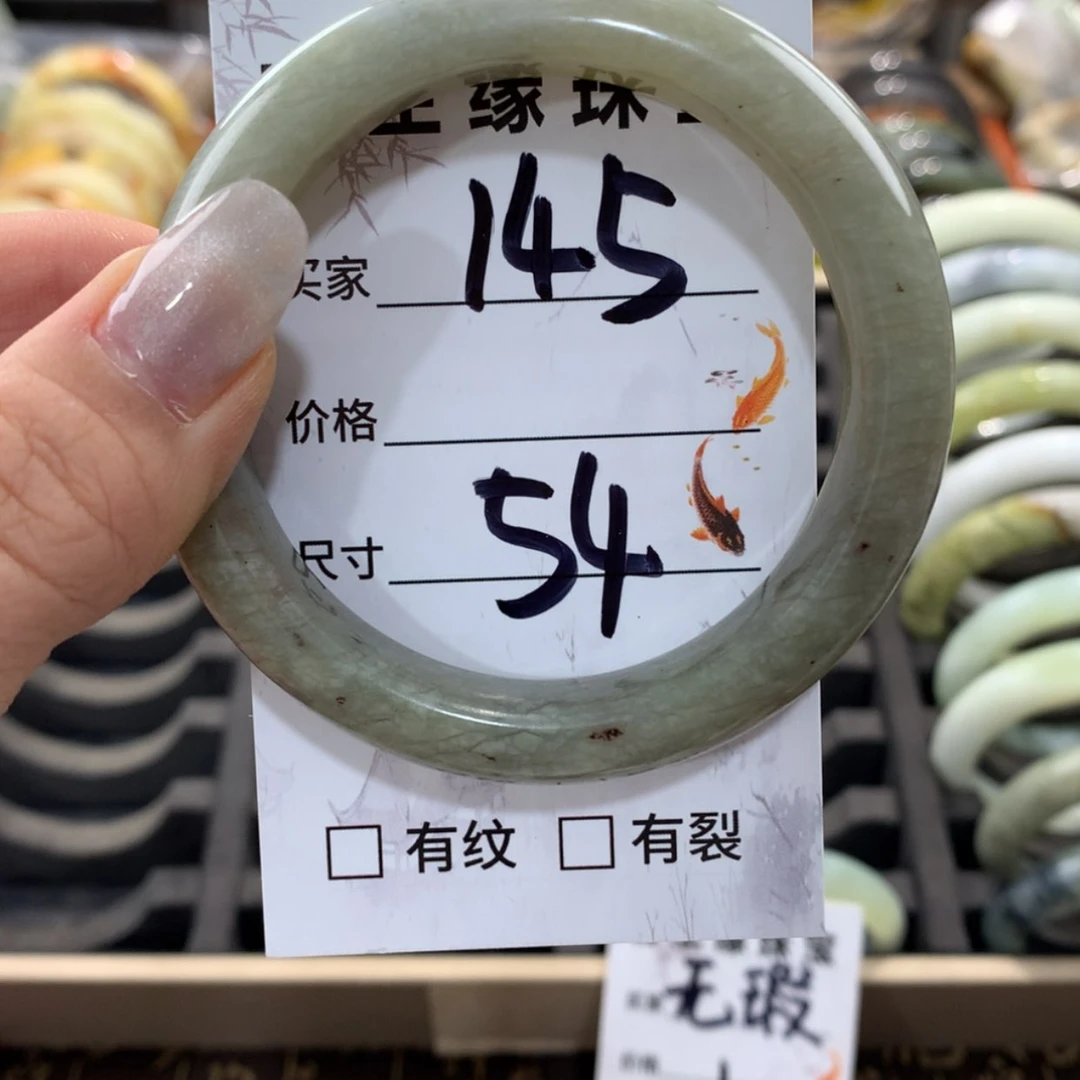 缘珠
买家 145
价格
尺寸 54
有纹 有裂
无瑕